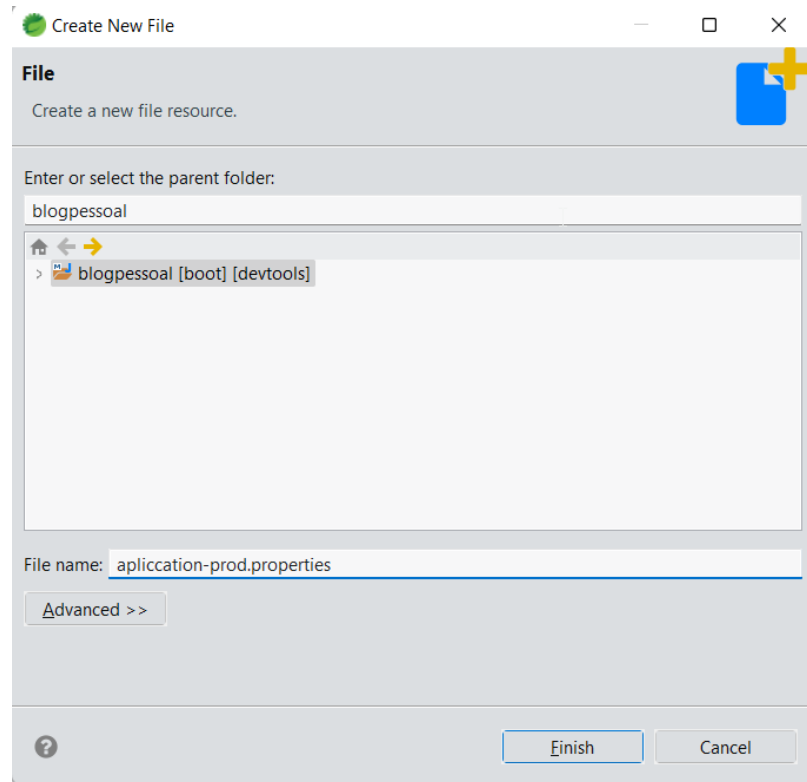 Create New File
File
Create a new file resource.
Enter or select the parent folder:
blogpessoal
blogpessoal [boot] [devtools]
File name: apliccation-prod.properties
Advanced >>
Finish Cancel